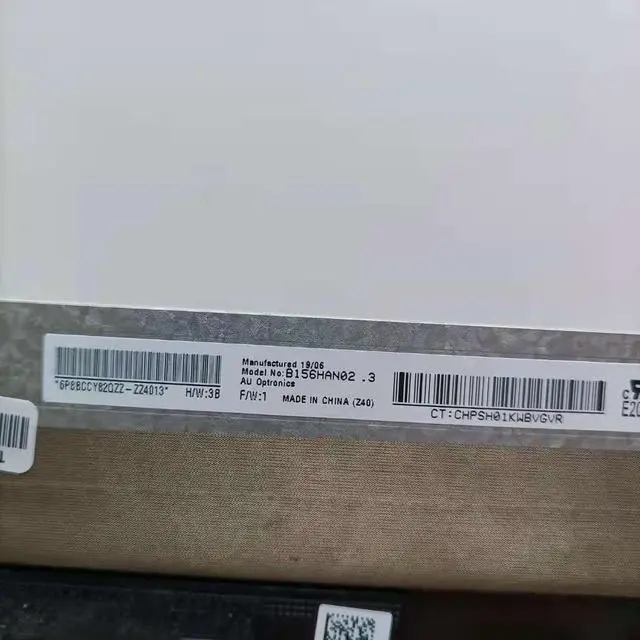 *6P8BCCY82QZZ-ZZ4013* H/W:3B
Manufactured 19/06
Model No:B156HAN02 .3
AU Optronics
F/W:1 MADE IN CHINA (Z40)
CT:CHPSH01KWBVGVR